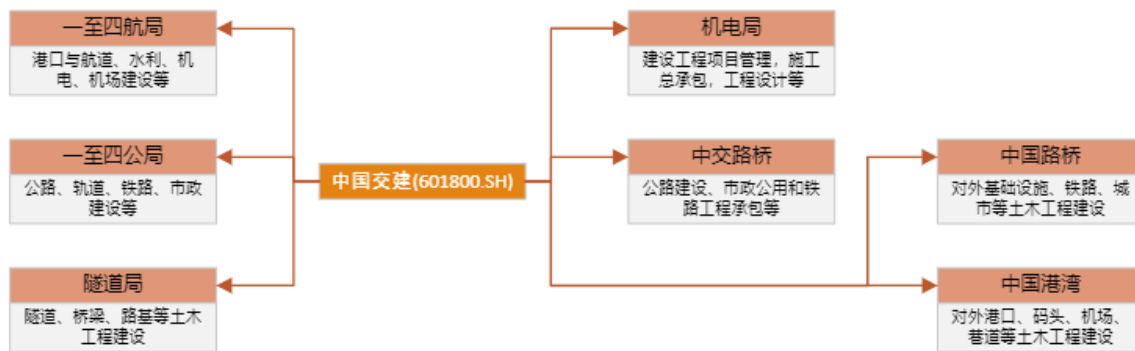 一至四航局
港口与航道、水利、机
电、机场建设等
一至四公局
公路、轨道、铁路、市政
建设等
隧道局
隧道、桥梁、路基等土木
工程建设
中国交建(601800.SH)
机电局
建设工程项目管理，施工
总承包，工程设计等
中交路桥
公路建设、市政公用和铁
路工程承包等
中国路桥
对外基础设施、铁路、城
市等土木工程建设
中国港湾
对外港口、码头、机场、
巷道等土木工程建设